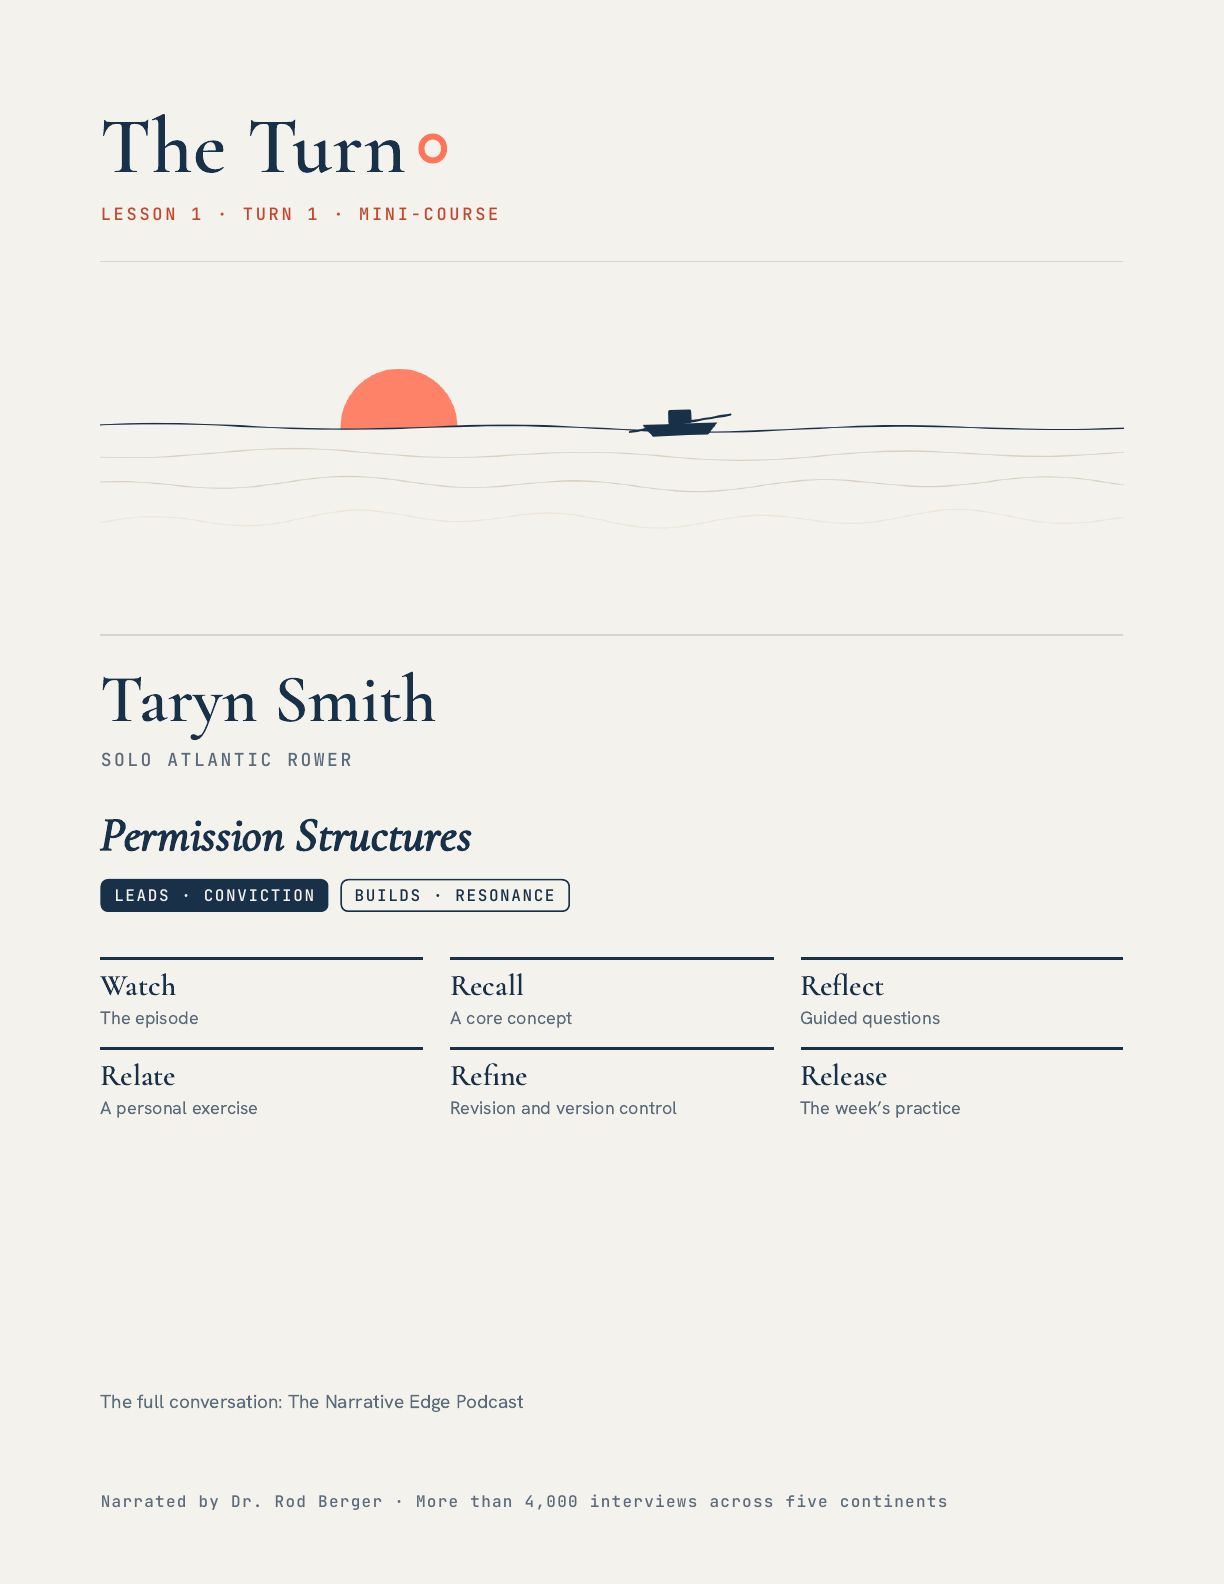 The Turn
LESSON 1 · TURN 1 · MINI-COURSE
Taryn Smith
SOLO ATLANTIC ROWER
Permission Structures
LEADS · CONVICTION BUILDS · RESONANCE
Watch Recall Reflect
The episode A core concept Guided questions
Relate Refine Release
A personal exercise Revision and version control The week’s practice
The full conversation: The Narrative Edge Podcast
Narrated by Dr. Rod Berger · More than 4,000 interviews across five continents